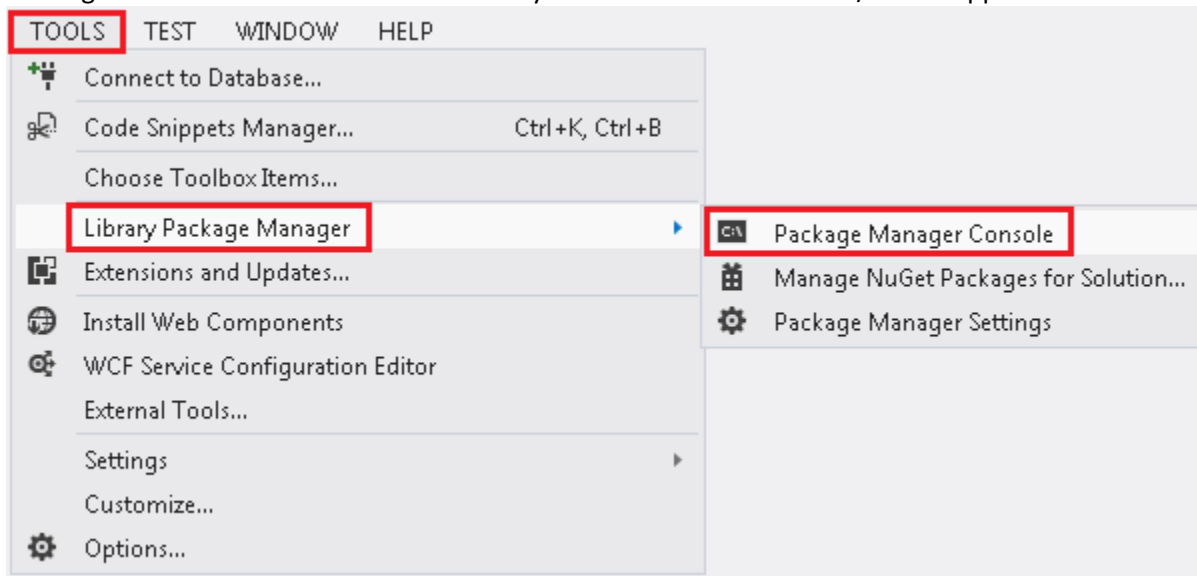 TOOLS TEST WINDOW HELP
Connect to Database...
Code Snippets Manager... Ctrl+K, Ctrl+B
Choose Toolbox Items...
Library Package Manager
C:\ Package Manager Console
Extensions and Updates...
Manage NuGet Packages for Solution...
Install Web Components
Package Manager Settings
WCF Service Configuration Editor
External Tools...
Settings
Customize...
Options...